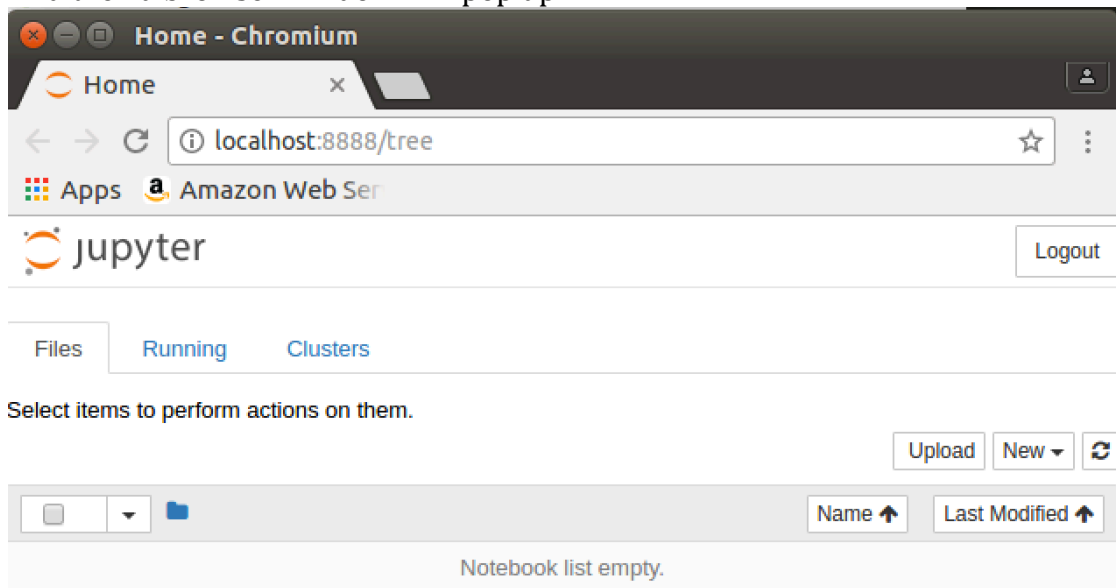 Home - Chromium
Home
localhost:8888/tree
Apps Amazon Web Ser
jupyter
Logout
Files Running Clusters
Select items to perform actions on them.
Upload New
Name Last Modified
Notebook list empty.